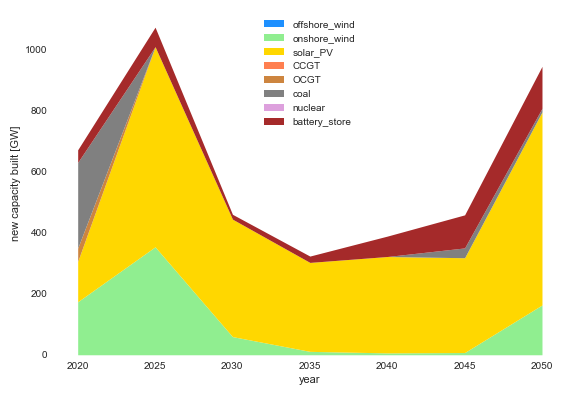 offshore_wind
onshore_wind
solar_PV
CCGT
OCGT
coal
nuclear
battery_store
new capacity built [GW]
1000
800
600
400
200
0
2020 2025 2030 2035 2040 2045 2050
year